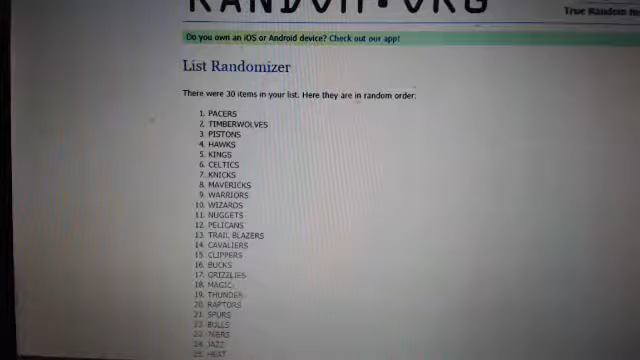 RANDOM.ORG
True Random
Do you own an iOS or Android device? Check out our app!
List Randomizer
There were 30 items in your list. Here they are in random order:
1. PACERS
2. TIMBERWOLVES
3. PISTONS
4. HAWKS
5. KINGS
6. CELTICS
7. KNICKS
8. MAVERICKS
9. WARRIORS
10. WIZARDS
11. NUGGETS
12. PELICANS
13. TRAIL BLAZERS
14. CAVALIERS
15. CLIPPERS
16. BUCKS
17. GRIZZLIES
18. MAGIC
19. THUNDER
20. RAPTORS
21. SPURS
22. BULLS
23. 76ERS
24. JAZZ
25. HEAT